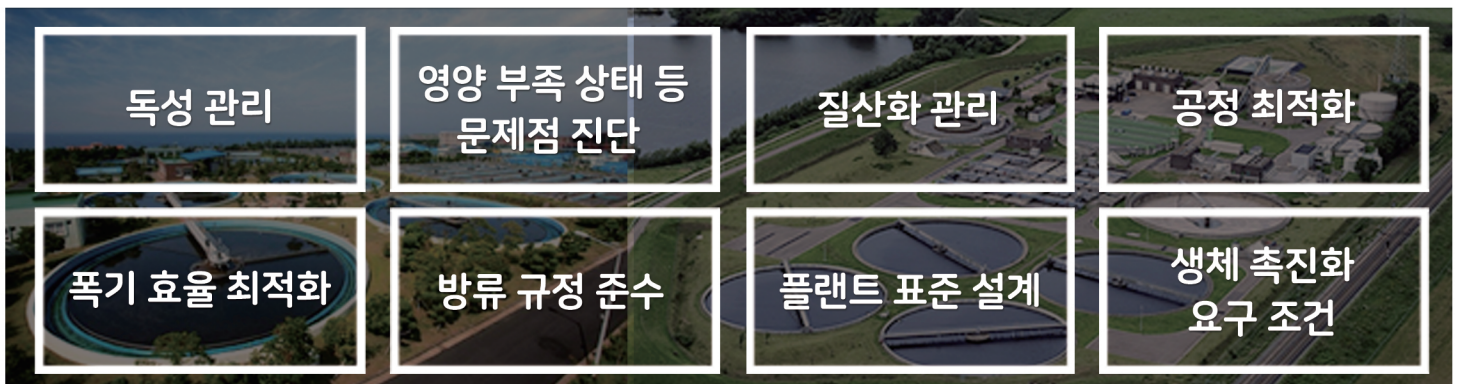 독성 관리
영양 부족 상태 등
문제점 진단
질산화 관리
공정 최적화
폭기 효율 최적화
방류 규정 준수
플랜트 표준 설계
생체 촉진화
요구 조건